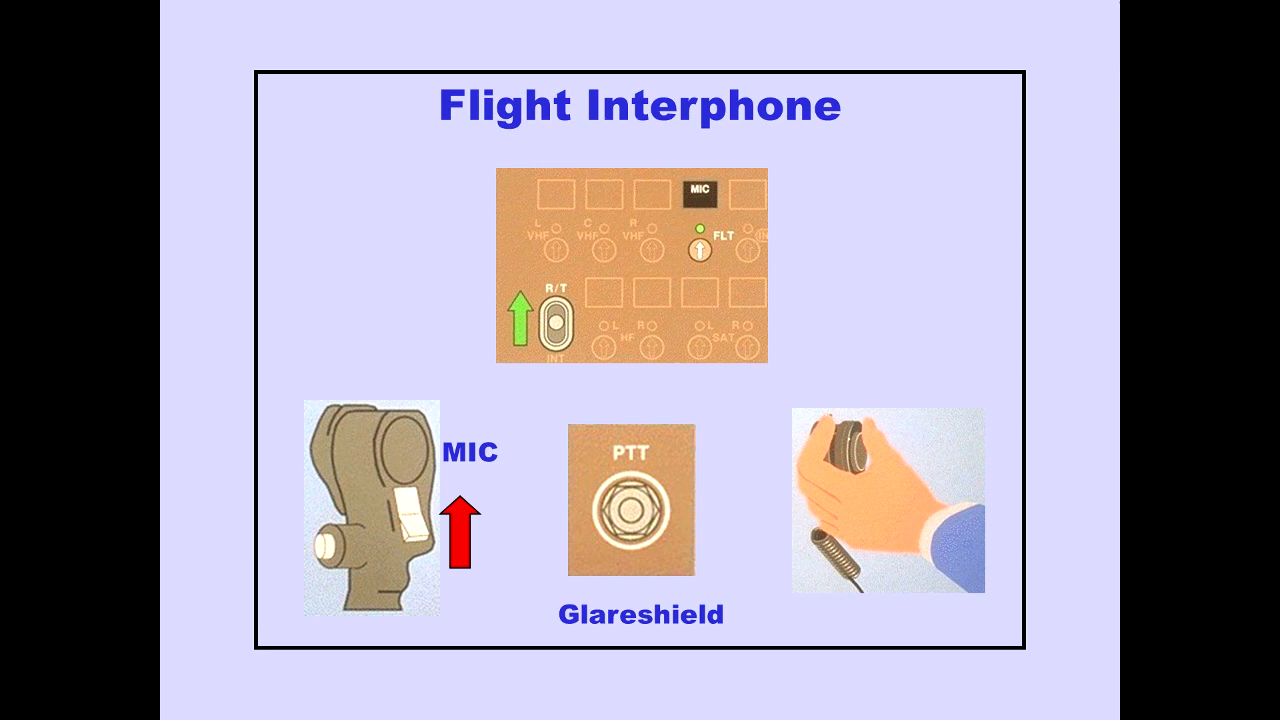 Flight Interphone
MIC
L C R
VHF VHF VHF FLT
R/T
L R L R
HF SAT
INT
MIC
PTT
Glareshield